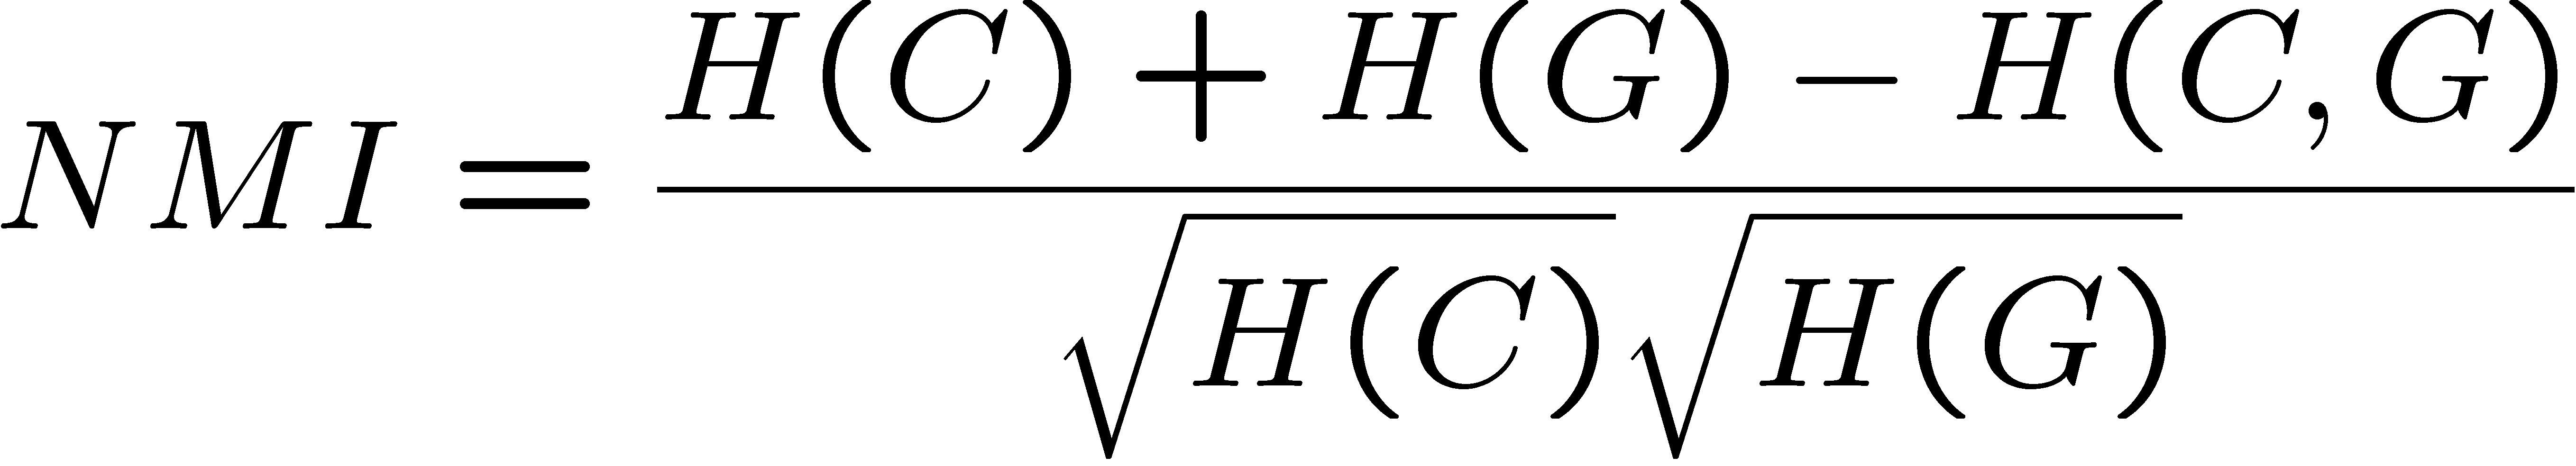 NMI = \frac{H(C) + H(G) - H(C, G)}{\sqrt{H(C)}\sqrt{H(G)}}